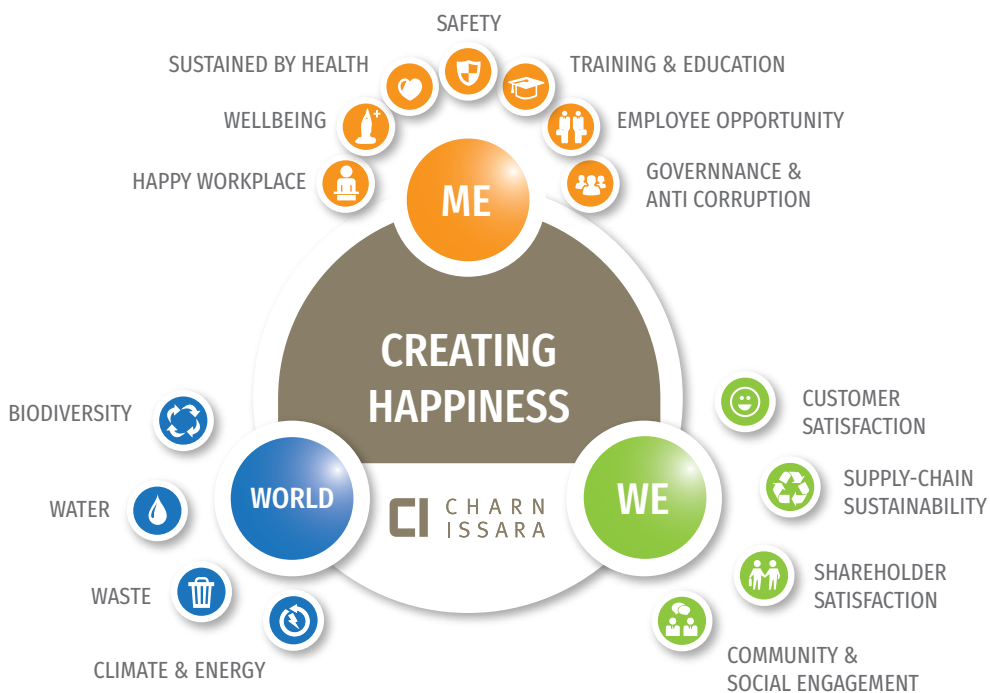 SAFETY
SUSTAINED BY HEALTH
TRAINING & EDUCATION
WELLBEING
EMPLOYEE OPPORTUNITY
HAPPY WORKPLACE
GOVERNNANCE &
ANTI CORRUPTION
ME
CREATING
HAPPINESS
BIODIVERSITY
WATER
WASTE
CLIMATE & ENERGY
WORLD
CI CHARN
ISSARA
WE
CUSTOMER
SATISFACTION
SUPPLY-CHAIN
SUSTAINABILITY
SHAREHOLDER
SATISFACTION
COMMUNITY &
SOCIAL ENGAGEMENT